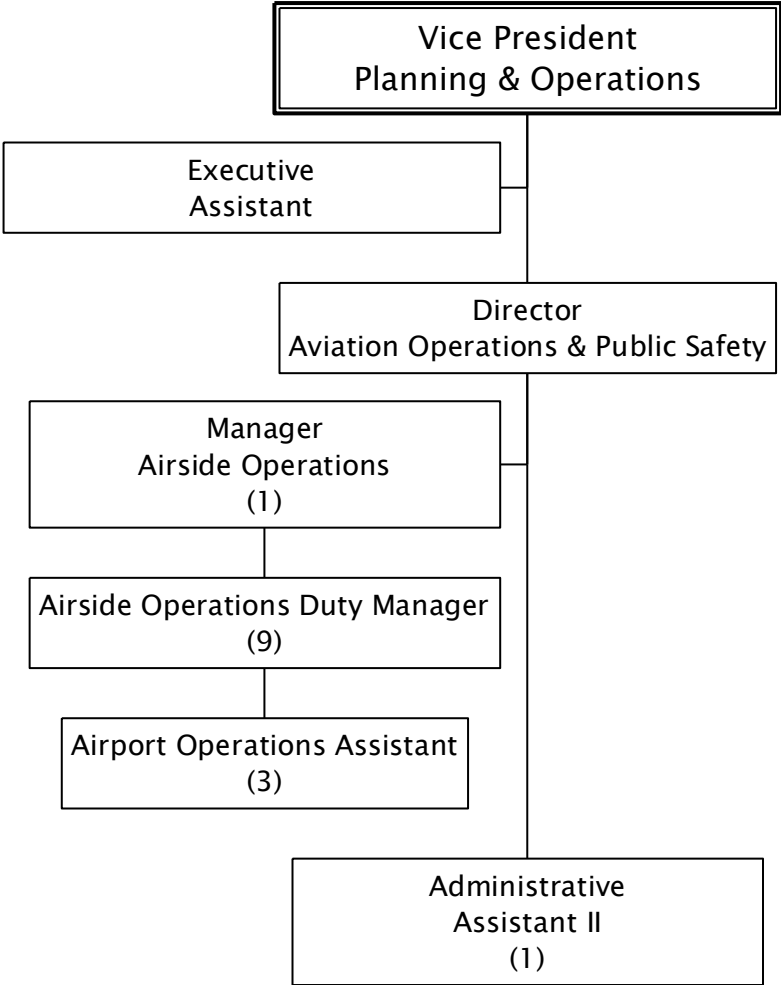 Vice President
Planning & Operations
Executive
Assistant
Director
Aviation Operations & Public Safety
Manager
Airside Operations
(1)
Airside Operations Duty Manager
(9)
Airport Operations Assistant
(3)
Administrative
Assistant II
(1)